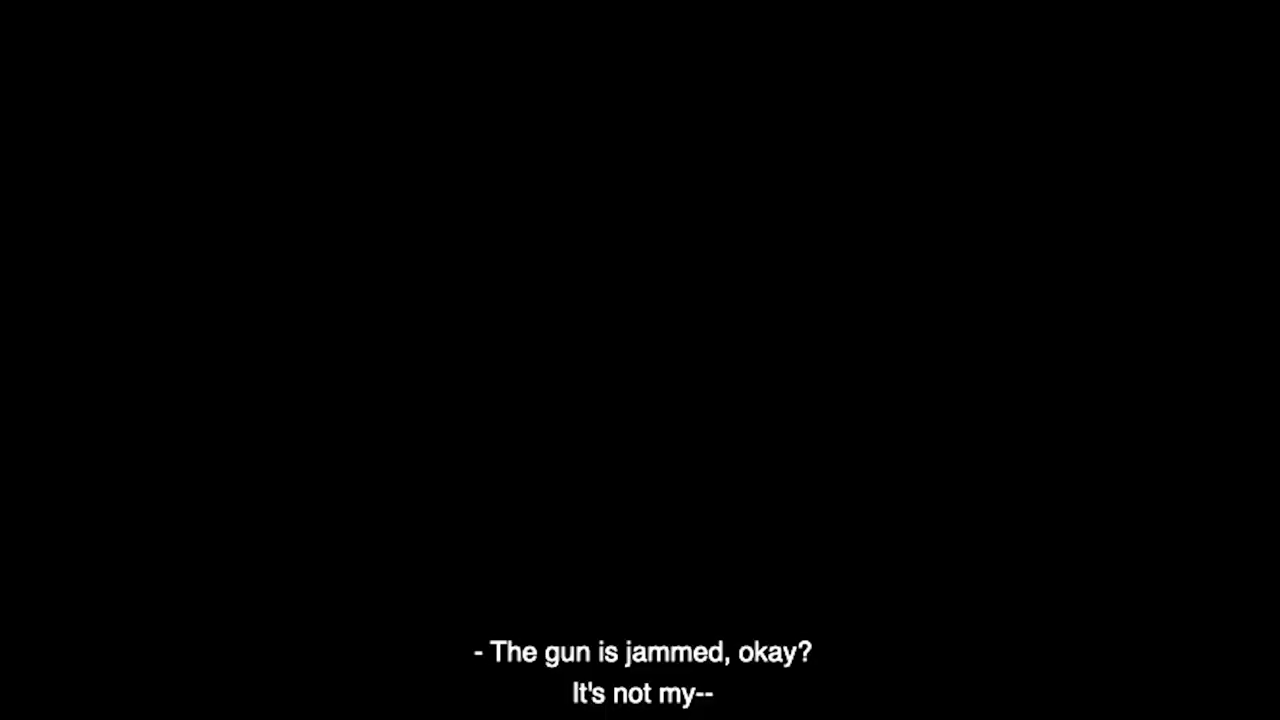 - The gun is jammed, okay?
It's not my--